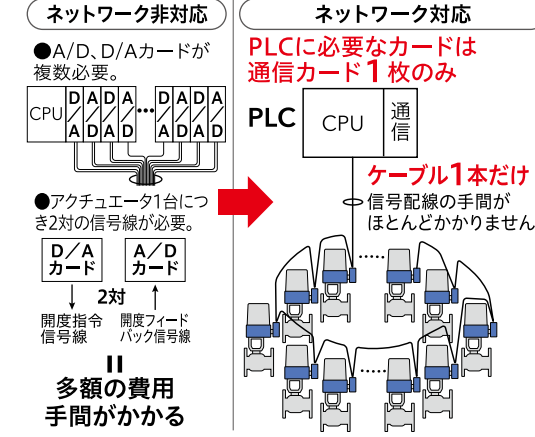 ネットワーク非対応
●A/D、D/Aカードが
複数必要。
CPU
D/A
A/D
D/A
A/D
•••
D/A
A/D
D/A
A/D
●アクチュエータ1台につ
き2対の信号線が必要。
D/A
カード
A/D
カード
2対
開度指令
信号線
開度フィード
バック信号線
=
多額の費用
手間がかかる
ネットワーク対応
PLCに必要なカードは
通信カード1枚のみ
PLC
CPU
通信
ケーブル1本だけ
信号配線の手間が
ほとんどかかりません